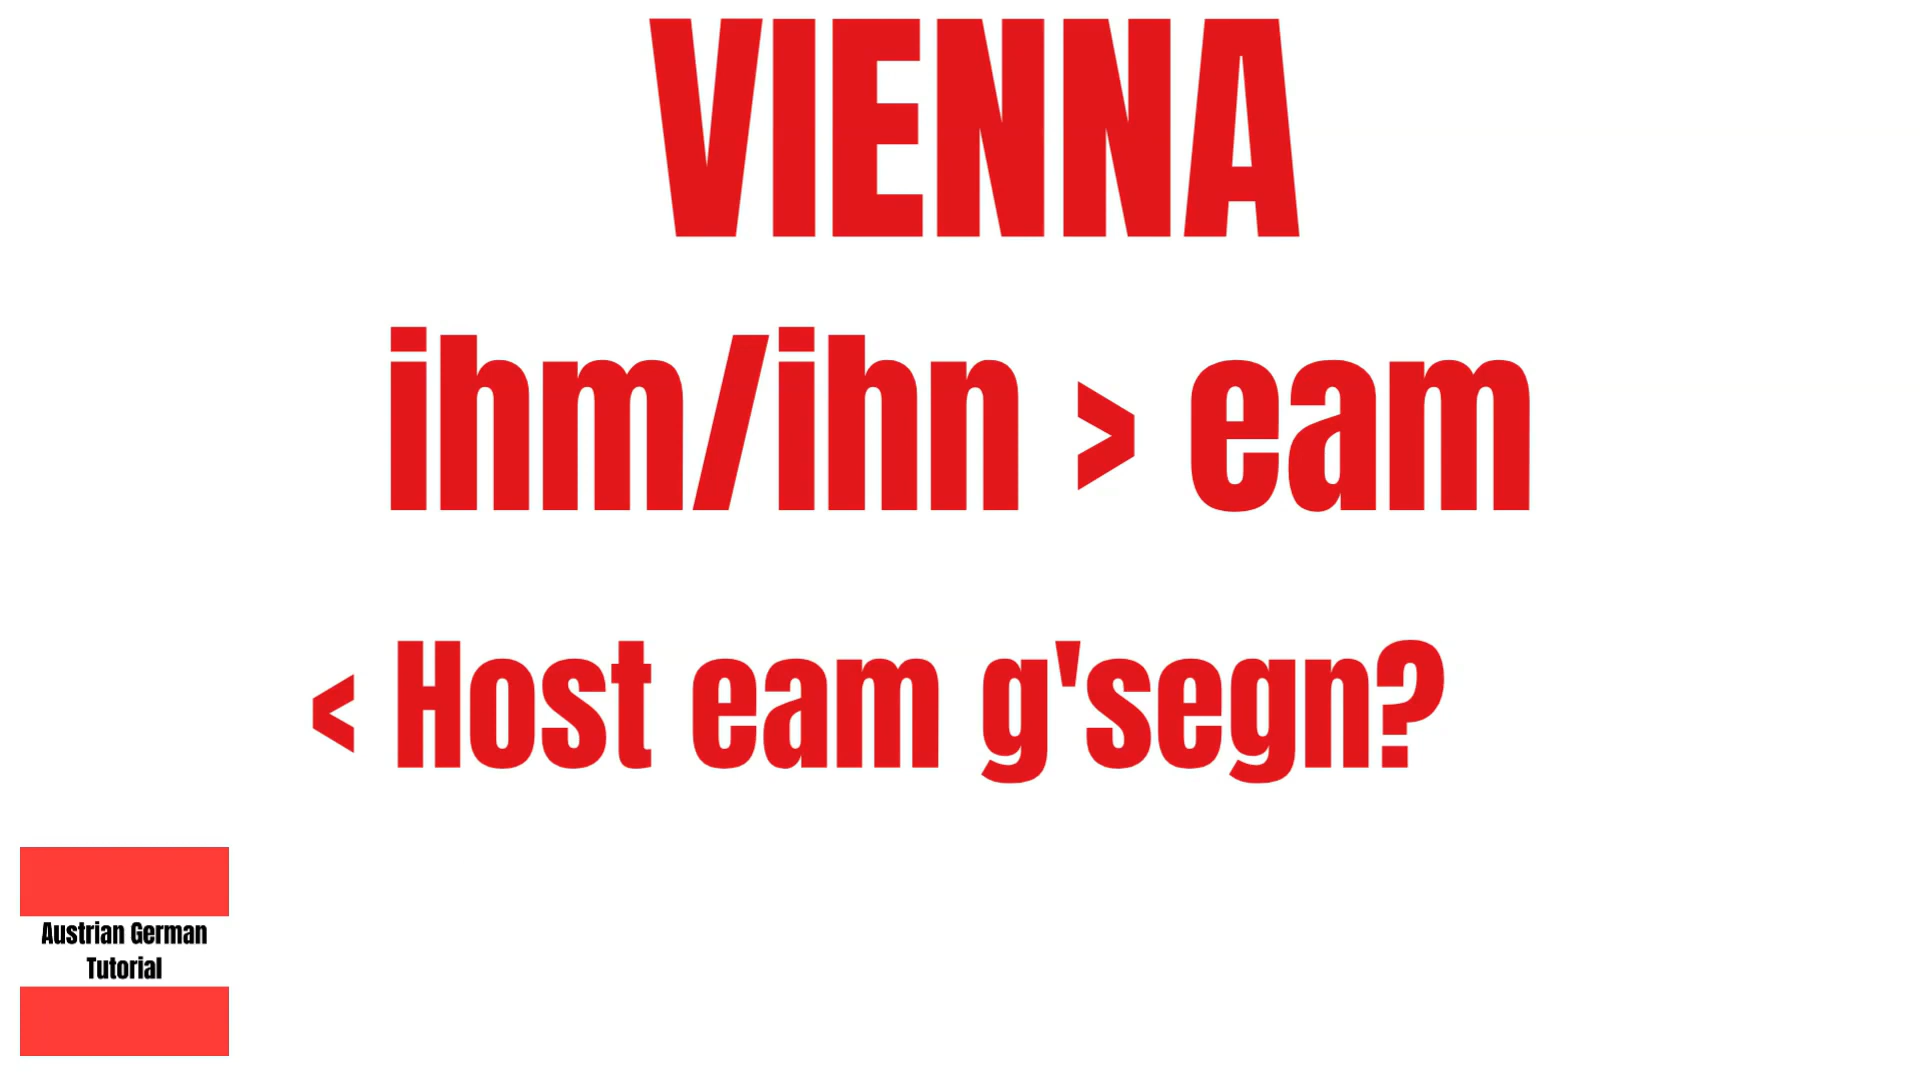 VIENNA
ihm/ihn > eam
< Host eam g'segn?
Austrian German
Tutorial